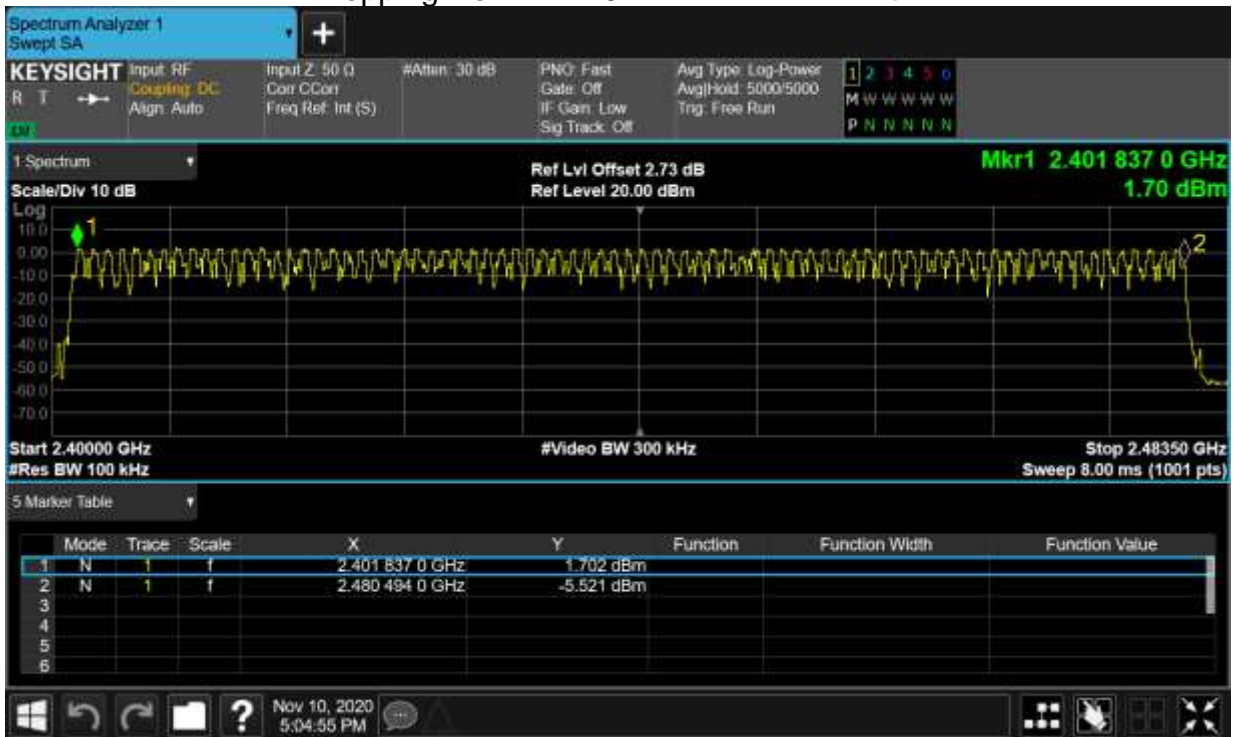 Spectrum Analyzer 1
Swept SA
+
KEYSIGHT
R T
Input: RF
Coupling: DC
Align: Auto
Input Z: 50 Ω
Corr CCorr
Freq Ref: Int (S)
#Atten: 30 dB
PNO: Fast
Gate: Off
IF Gain: Low
Sig Track: Off
Avg Type: Log-Power
Avg|Hold: 5000/5000
Trig: Free Run
1 2 3 4 5 6
M W W W W W
P N N N N N
1 Spectrum
Scale/Div 10 dB
Ref Lvl Offset 2.73 dB
Ref Level 20.00 dBm
Mkr1 2.401 837 0 GHz
1.70 dBm
Log
10.0
0.00
-10.0
-20.0
-30.0
-40.0
-50.0
-60.0
-70.0
1
2
Start 2.40000 GHz
#Res BW 100 kHz
#Video BW 300 kHz
Stop 2.48350 GHz
Sweep 8.00 ms (1001 pts)
5 Marker Table
Mode Trace Scale X Y Function Function Width Function Value
1 N 1 f 2.401 837 0 GHz 1.702 dBm
2 N 1 f 2.480 494 0 GHz -5.521 dBm
3
4
5
6
?
Nov 10, 2020
5:04:55 PM